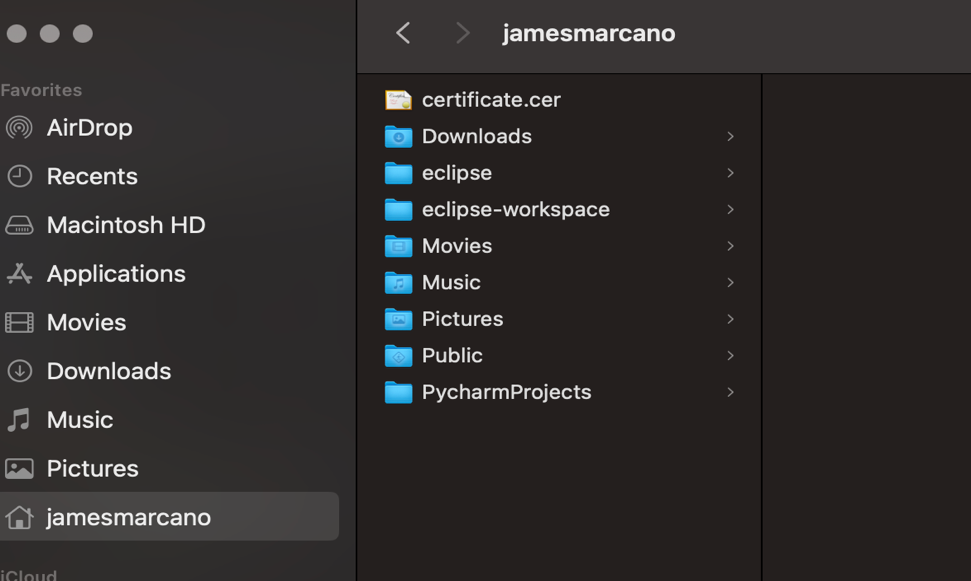 jamesmarcano
Favorites
AirDrop
Recents
Macintosh HD
Applications
Movies
Downloads
Music
Pictures
jamesmarcano
iCloud
certificate.cer
Downloads
eclipse
eclipse-workspace
Movies
Music
Pictures
Public
PycharmProjects